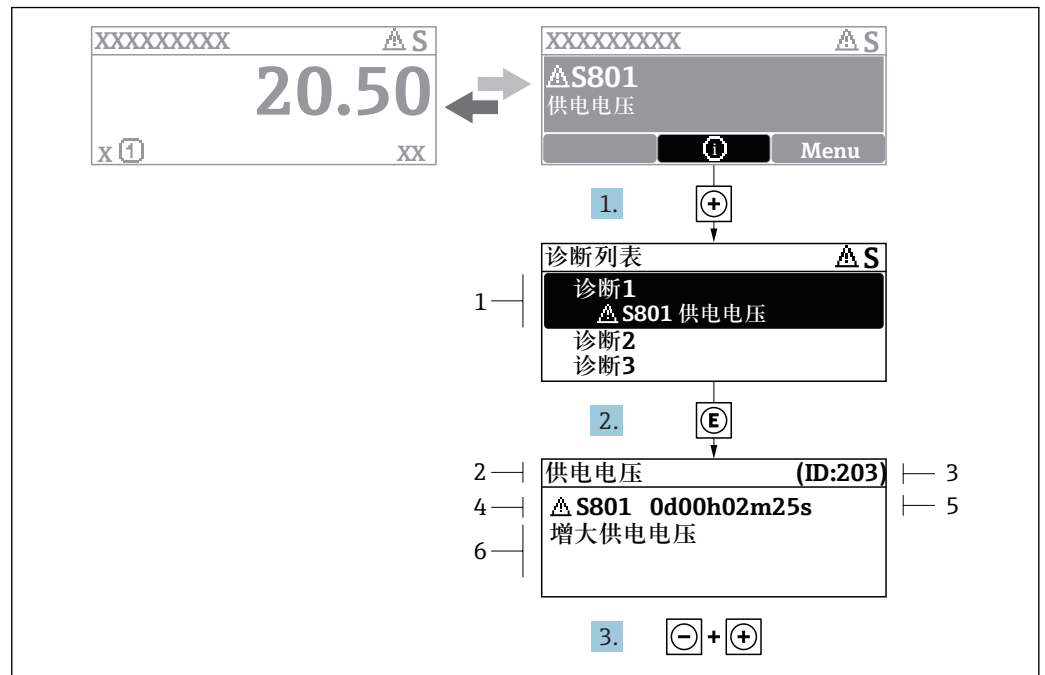 XXXXXXXXX ⚠S
20.50
x ① XX
XXXXXXXXX ⚠S
⚠S801
供电电压
ⓘ Menu
1. +
诊断列表 ⚠S
1
诊断1
⚠ S801 供电电压
诊断2
诊断3
2. E
2 供电电压 (ID:203) 3
4 ⚠ S801 0d00h02m25s 5
增大供电电压
6
3. - + +